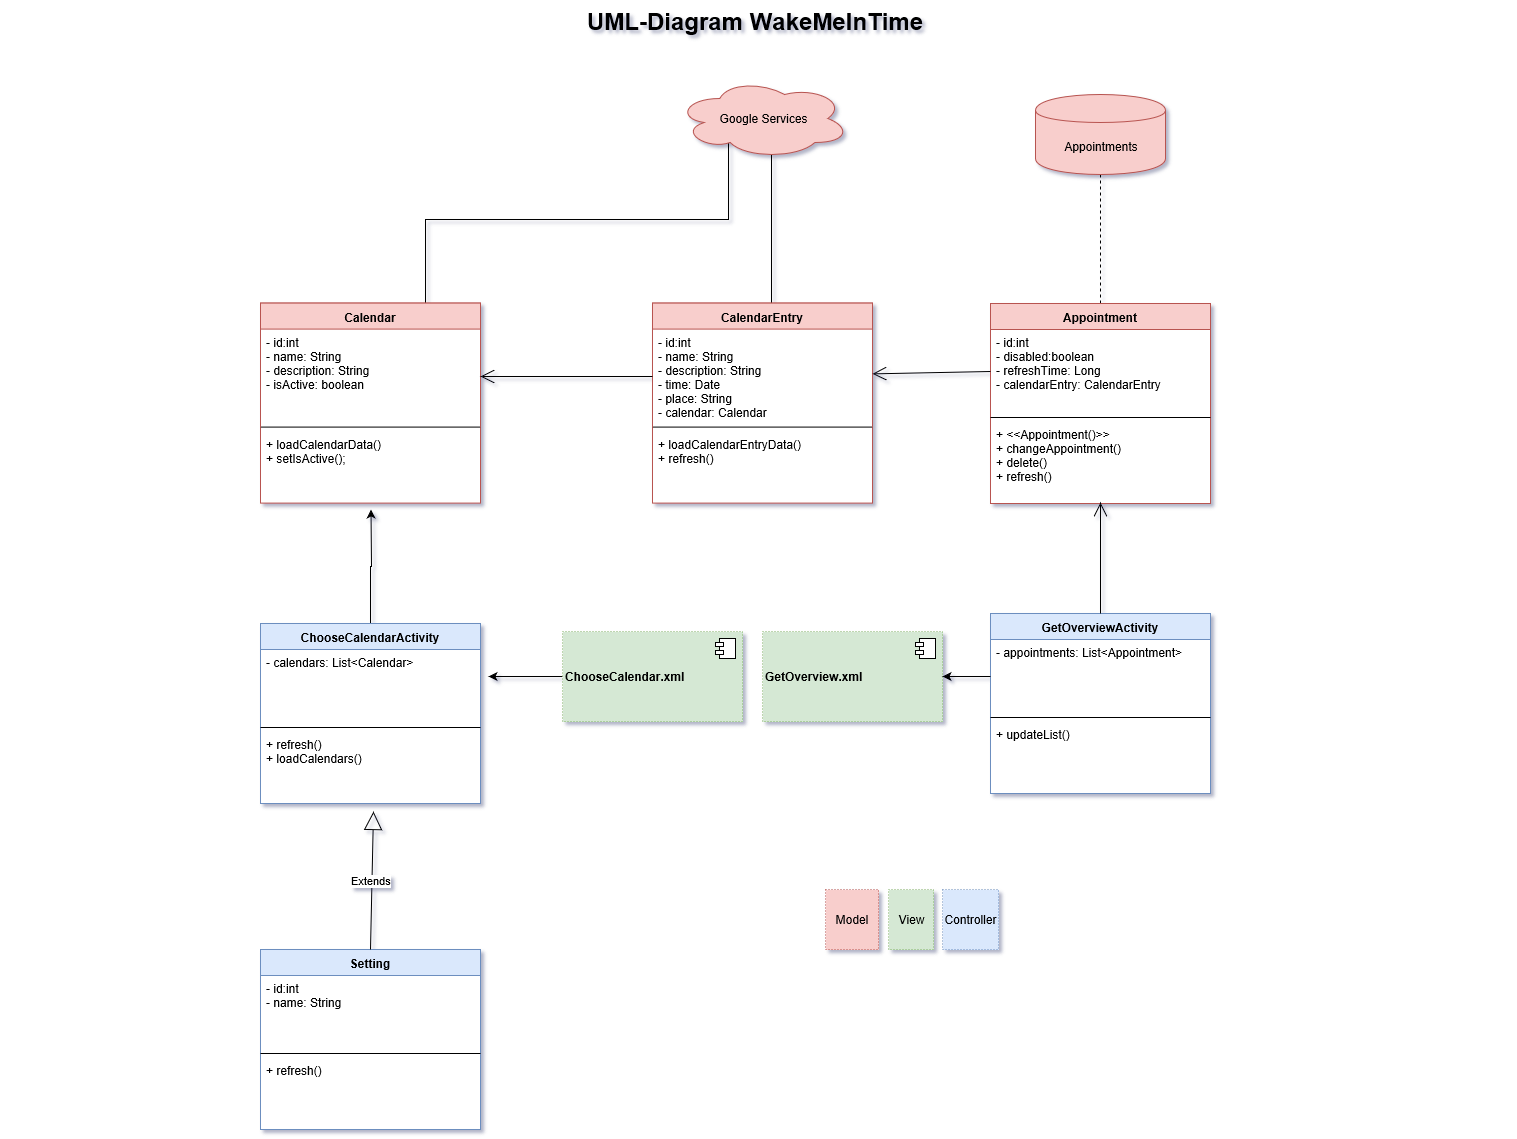 UML-Diagram WakeMeInTime
Google Services
Appointments
Calendar
- id:int
- name: String
- description: String
- isActive: boolean
+ loadCalendarData()
+ setIsActive();
CalendarEntry
- id:int
- name: String
- description: String
- time: Date
- place: String
- calendar: Calendar
+ loadCalendarEntryData()
+ refresh()
Appointment
- id:int
- disabled:boolean
- refreshTime: Long
- calendarEntry: CalendarEntry
+ <<Appointment()>>
+ changeAppointment()
+ delete()
+ refresh()
ChooseCalendarActivity
- calendars: List<Calendar>
+ refresh()
+ loadCalendars()
ChooseCalendar.xml
GetOverview.xml
GetOverviewActivity
- appointments: List<Appointment>
+ updateList()
Extends
Setting
- id:int
- name: String
+ refresh()
Model
View
Controller